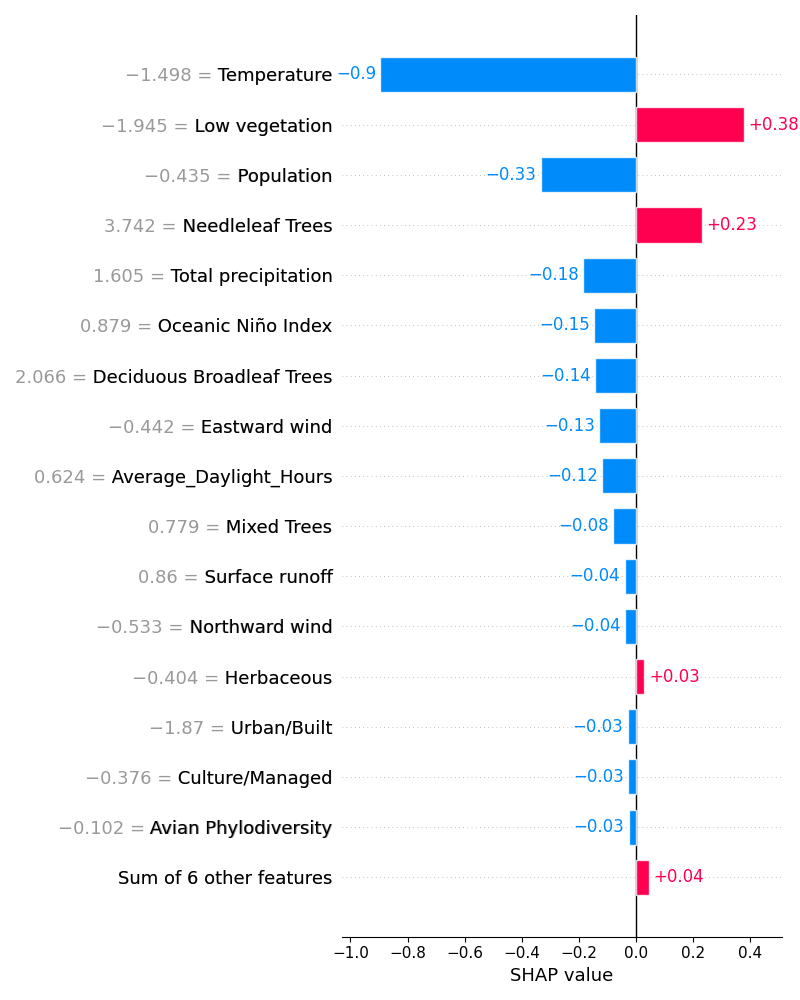 −1.498 = Temperature −0.9
−1.945 = Low vegetation +0.38
−0.435 = Population −0.33
3.742 = Needleleaf Trees +0.23
1.605 = Total precipitation −0.18
0.879 = Oceanic Niño Index −0.15
2.066 = Deciduous Broadleaf Trees −0.14
−0.442 = Eastward wind −0.13
0.624 = Average_Daylight_Hours −0.12
0.779 = Mixed Trees −0.08
0.86 = Surface runoff −0.04
−0.533 = Northward wind −0.04
−0.404 = Herbaceous +0.03
−1.87 = Urban/Built −0.03
−0.376 = Culture/Managed −0.03
−0.102 = Avian Phylodiversity −0.03
Sum of 6 other features +0.04
−1.0 −0.8 −0.6 −0.4 −0.2 0.0 0.2 0.4
SHAP value